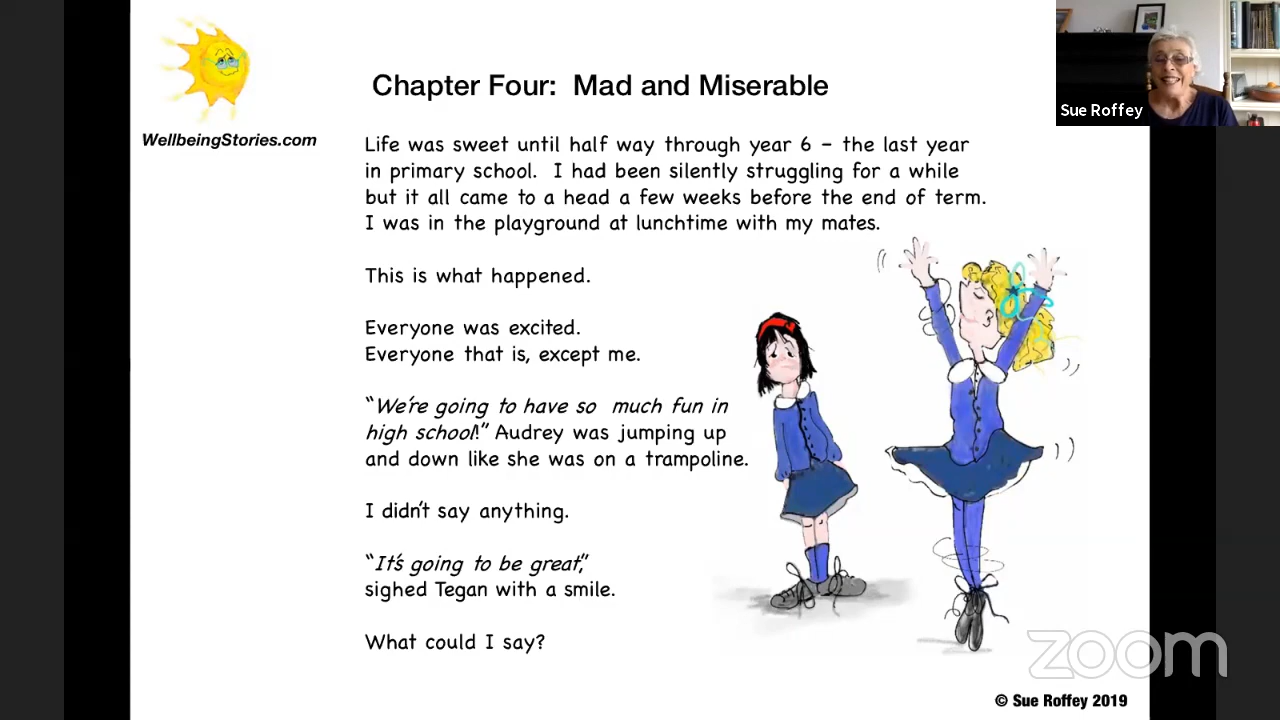 Sue Roffey
Chapter Four: Mad and Miserable
WellbeingStories.com
Life was sweet until half way through year 6 – the last year
in primary school. I had been silently struggling for a while
but it all came to a head a few weeks before the end of term.
I was in the playground at lunchtime with my mates.
This is what happened.
Everyone was excited.
Everyone that is, except me.
“We’re going to have so much fun in
high school!” Audrey was jumping up
and down like she was on a trampoline.
I didn’t say anything.
“It’s going to be great,”
sighed Tegan with a smile.
What could I say?
zoom
© Sue Roffey 2019